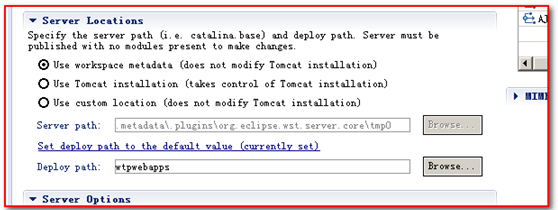 Server Locations
Specify the server path (i.e. catalina.base) and deploy path. Server must be
published with no modules present to make changes.
Use workspace metadata (does not modify Tomcat installation)
Use Tomcat installation (takes control of Tomcat installation)
Use custom location (does not modify Tomcat installation)
Server path: .metadata\.plugins\org.eclipse.wst.server.core\tmp0 Browse...
Set deploy path to the default value (currently set)
Deploy path: wtpwebapps Browse...
Server Options